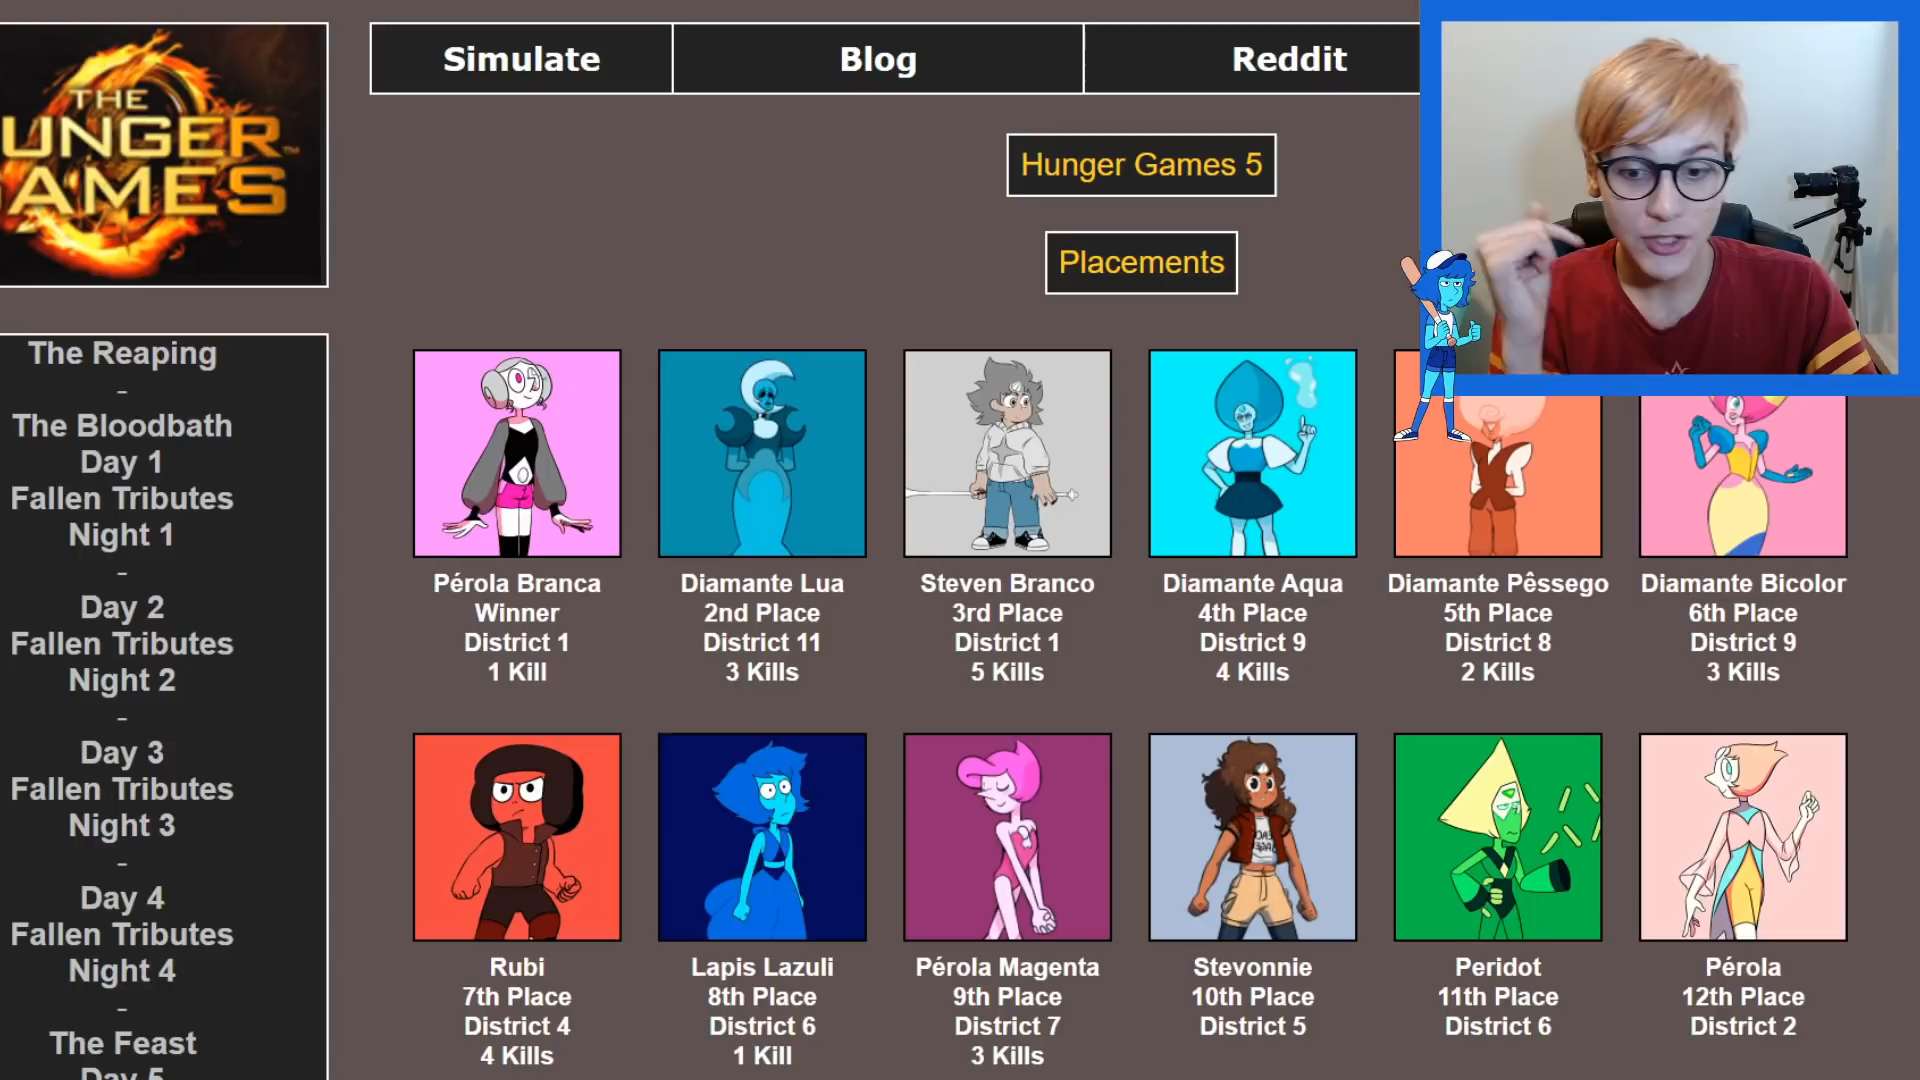 THE
UNGER
AMES
Simulate
Blog
Reddit
Hunger Games 5
Placements
The Reaping
-
The Bloodbath
Day 1
Fallen Tributes
Night 1
-
Day 2
Fallen Tributes
Night 2
-
Day 3
Fallen Tributes
Night 3
-
Day 4
Fallen Tributes
Night 4
-
The Feast
Day 5
Pérola Branca
Winner
District 1
1 Kill
Diamante Lua
2nd Place
District 11
3 Kills
Steven Branco
3rd Place
District 1
5 Kills
Diamante Aqua
4th Place
District 9
4 Kills
Diamante Pêssego
5th Place
District 8
2 Kills
Diamante Bicolor
6th Place
District 9
3 Kills
Rubi
7th Place
District 4
4 Kills
Lapis Lazuli
8th Place
District 6
1 Kill
Pérola Magenta
9th Place
District 7
3 Kills
Stevonnie
10th Place
District 5
Peridot
11th Place
District 6
Pérola
12th Place
District 2